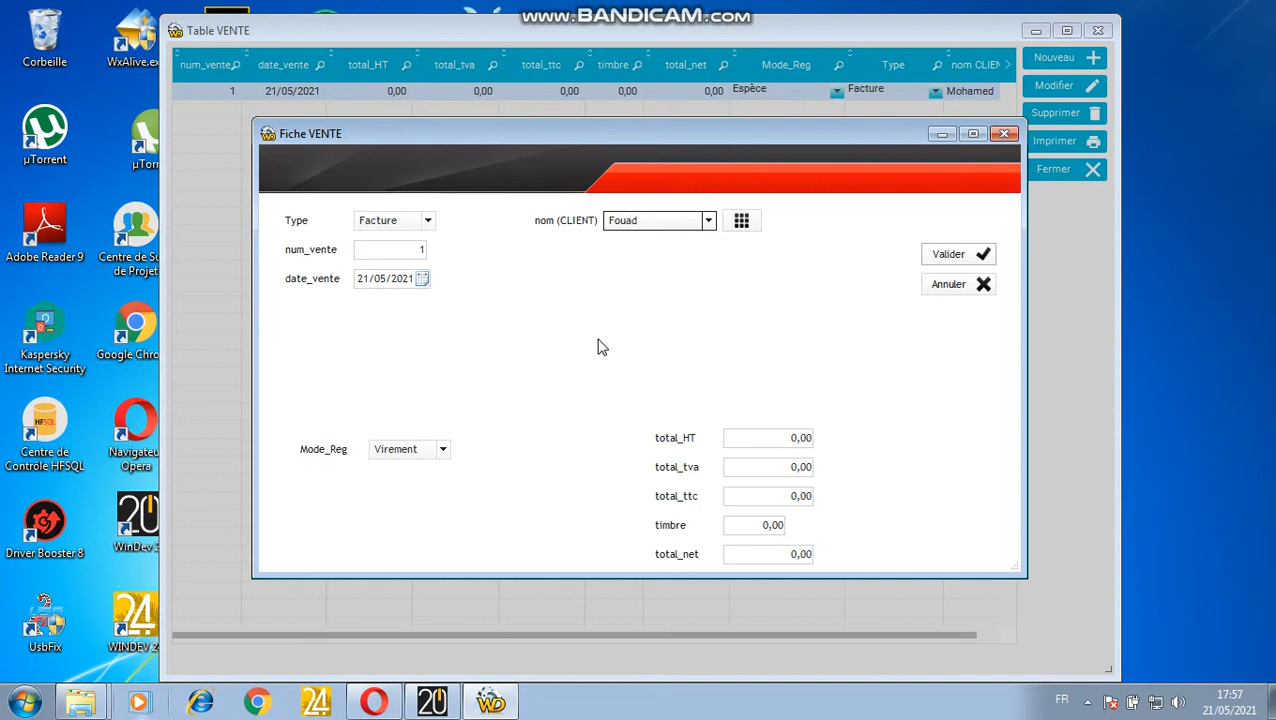 www.BANDICAM.com
Corbeille
WxAlive.ex
µTorrent
µTorr
Adobe Reader 9
Centre de Su
de Projet
Kaspersky
Internet Security
Google Chro
Centre de
Contrôle HFSQL
Navigateu
Opera
Driver Booster 8
WinDev 2
UsbFix
WINDEV 2
Table VENTE
num_vente
date_vente
total_HT
total_tva
total_ttc
timbre
total_net
Mode_Reg
Type
nom CLIEN
1
21/05/2021
0,00
0,00
0,00
0,00
0,00
Espèce
Facture
Mohamed
Nouveau
Modifier
Supprimer
Imprimer
Fermer
Fiche VENTE
Type
Facture
nom (CLIENT)
Fouad
num_vente
1
date_vente
21/05/2021
Valider
Annuler
Mode_Reg
Virement
total_HT
0,00
total_tva
0,00
total_ttc
0,00
timbre
0,00
total_net
0,00
24
20
FR
17:57
21/05/2021